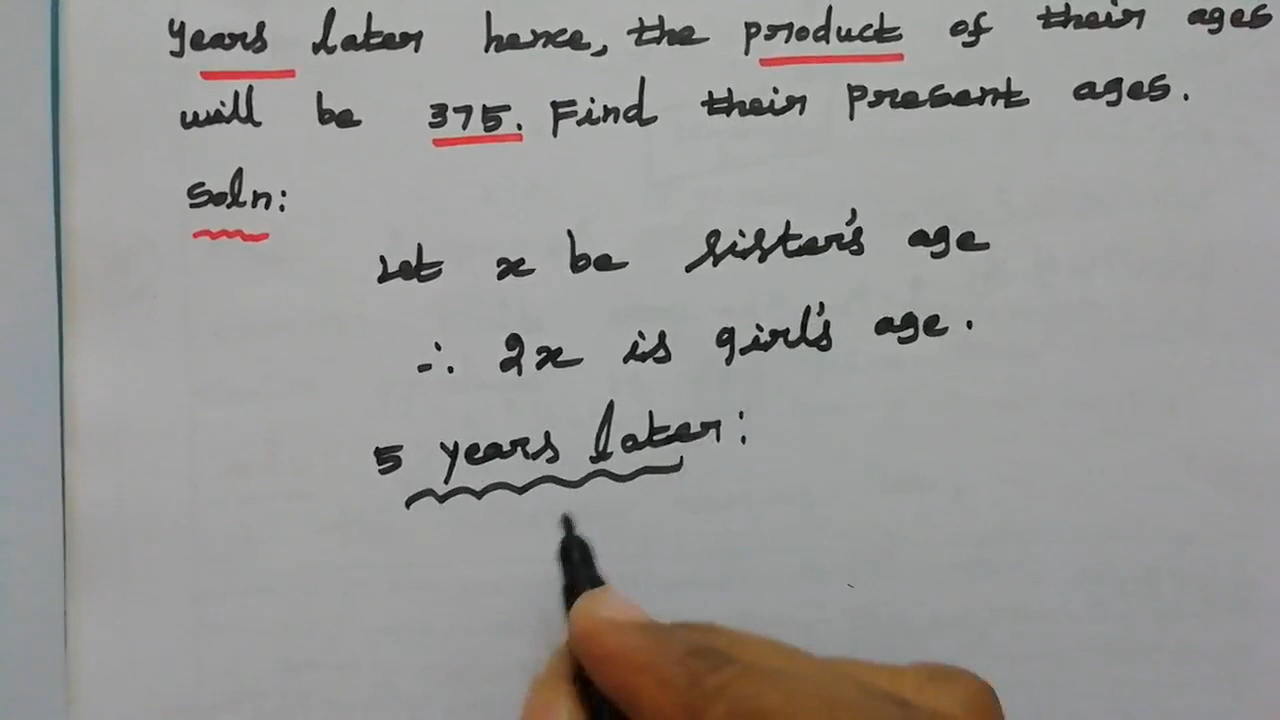 years later hence, the product of their ages
will be 375. Find their present ages.
Soln:
Let x be sister's age
∴ 2x is girl's age.
5 years later: